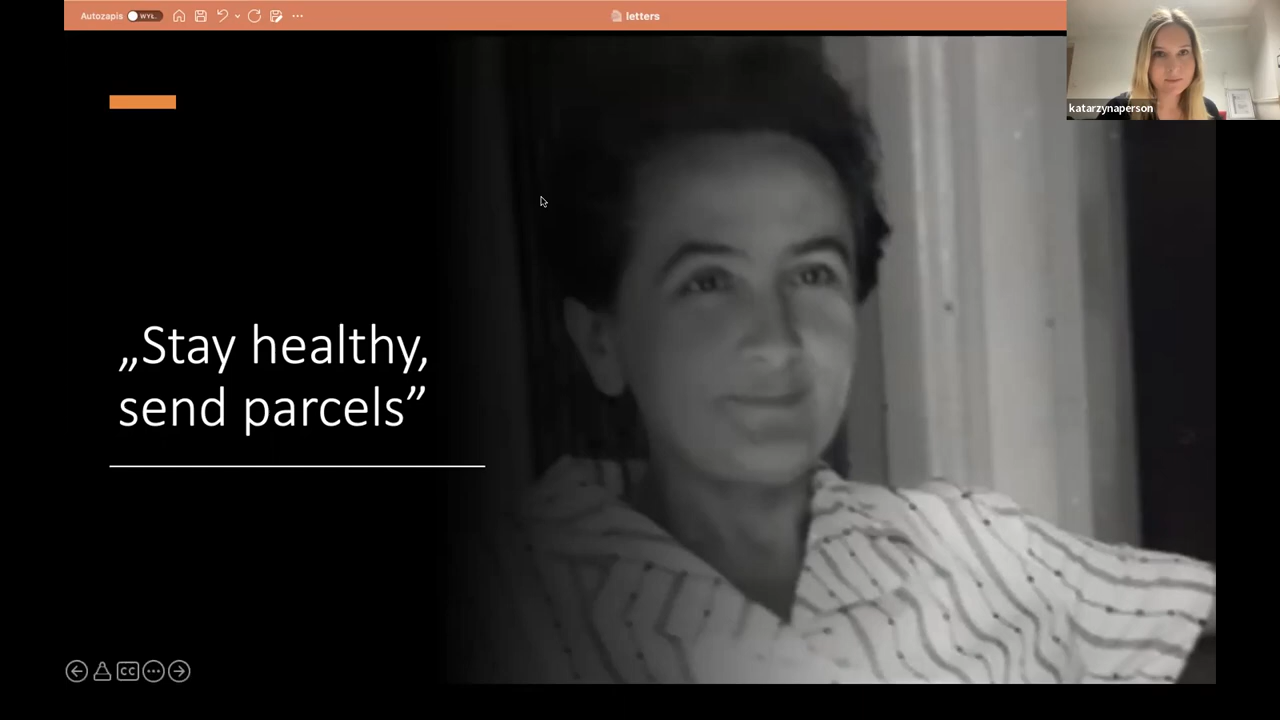 Autozapis WYŁ.
letters
katarzynaperson
„Stay healthy,
send parcels”
CC